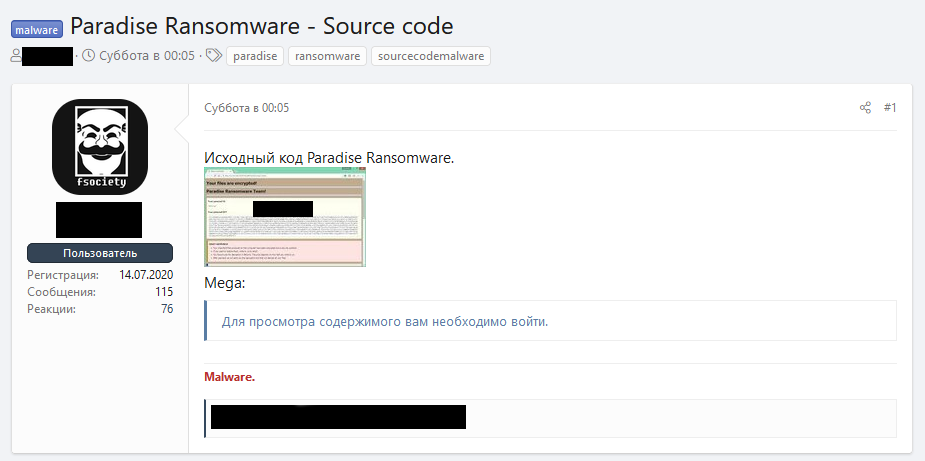 malware Paradise Ransomware - Source code
· Суббота в 00:05 · paradise ransomware sourcecodemalware
Суббота в 00:05 #1
fsociety
Пользователь
Регистрация: 14.07.2020
Сообщения: 115
Реакции: 76
Исходный код Paradise Ransomware.
Your files are encrypted!
Paradise Ransomware Team!
Mega:
Для просмотра содержимого вам необходимо войти.
Malware.